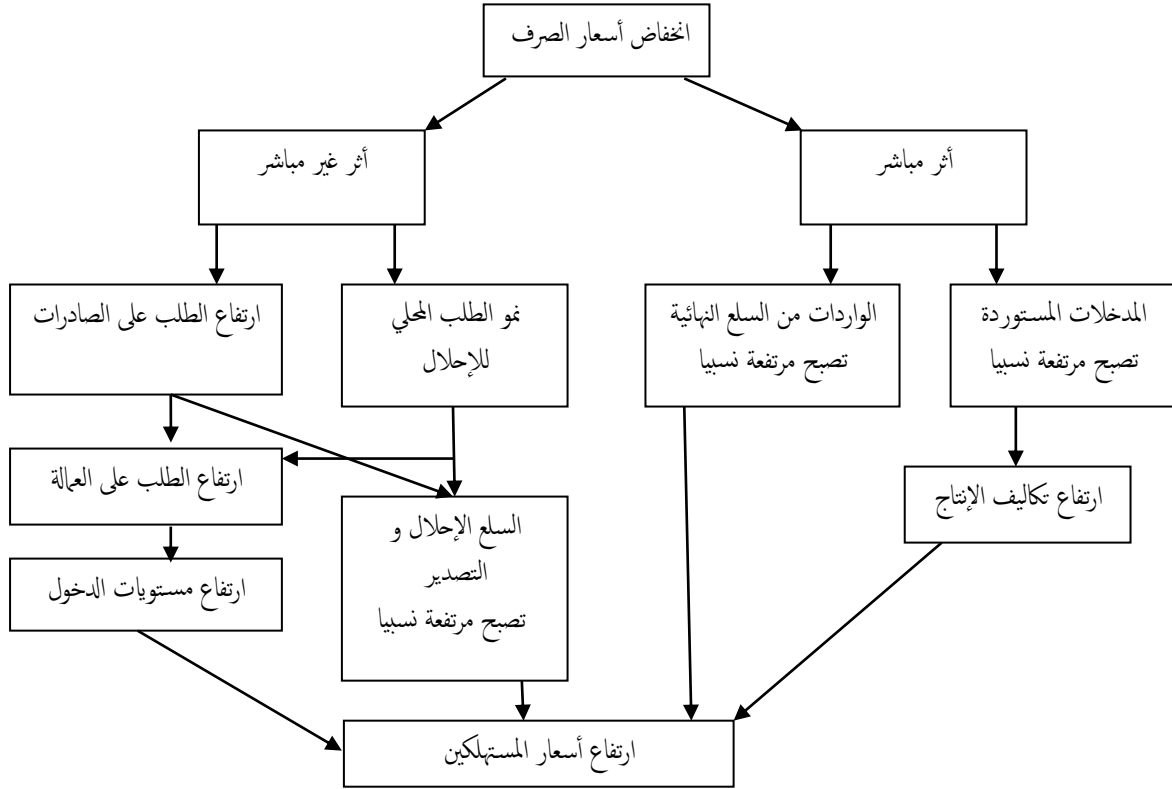 انخفاض أسعار الصرف
أثر مباشر
أثر غير مباشر
المدخلات المستوردة
تصبح مرتفعة نسبيا
الواردات من السلع النهائية
تصبح مرتفعة نسبيا
نمو الطلب المحلي
للإحلال
ارتفاع الطلب على الصادرات
ارتفاع تكاليف الإنتاج
السلع الإحلال و
التصدير
تصبح مرتفعة نسبيا
ارتفاع الطلب على العمالة
ارتفاع مستويات الدخول
ارتفاع أسعار المستهلكين